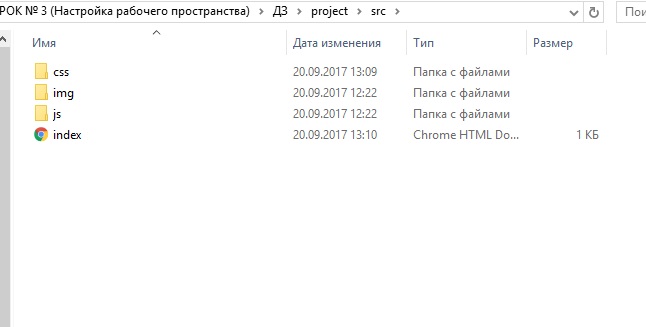 РОК № 3 (Настройка рабочего пространства) > ДЗ > project > src >
Имя Дата изменения Тип Размер
css 20.09.2017 13:09 Папка с файлами
img 20.09.2017 12:22 Папка с файлами
js 20.09.2017 12:22 Папка с файлами
index 20.09.2017 13:10 Chrome HTML Do... 1 КБ